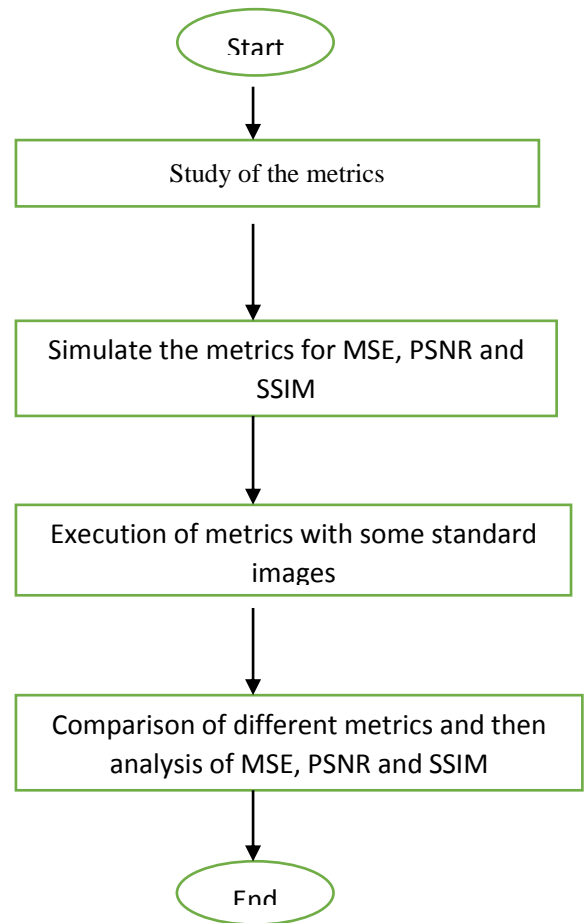 Start
Study of the metrics
Simulate the metrics for MSE, PSNR and
SSIM
Execution of metrics with some standard
images
Comparison of different metrics and then
analysis of MSE, PSNR and SSIM
End